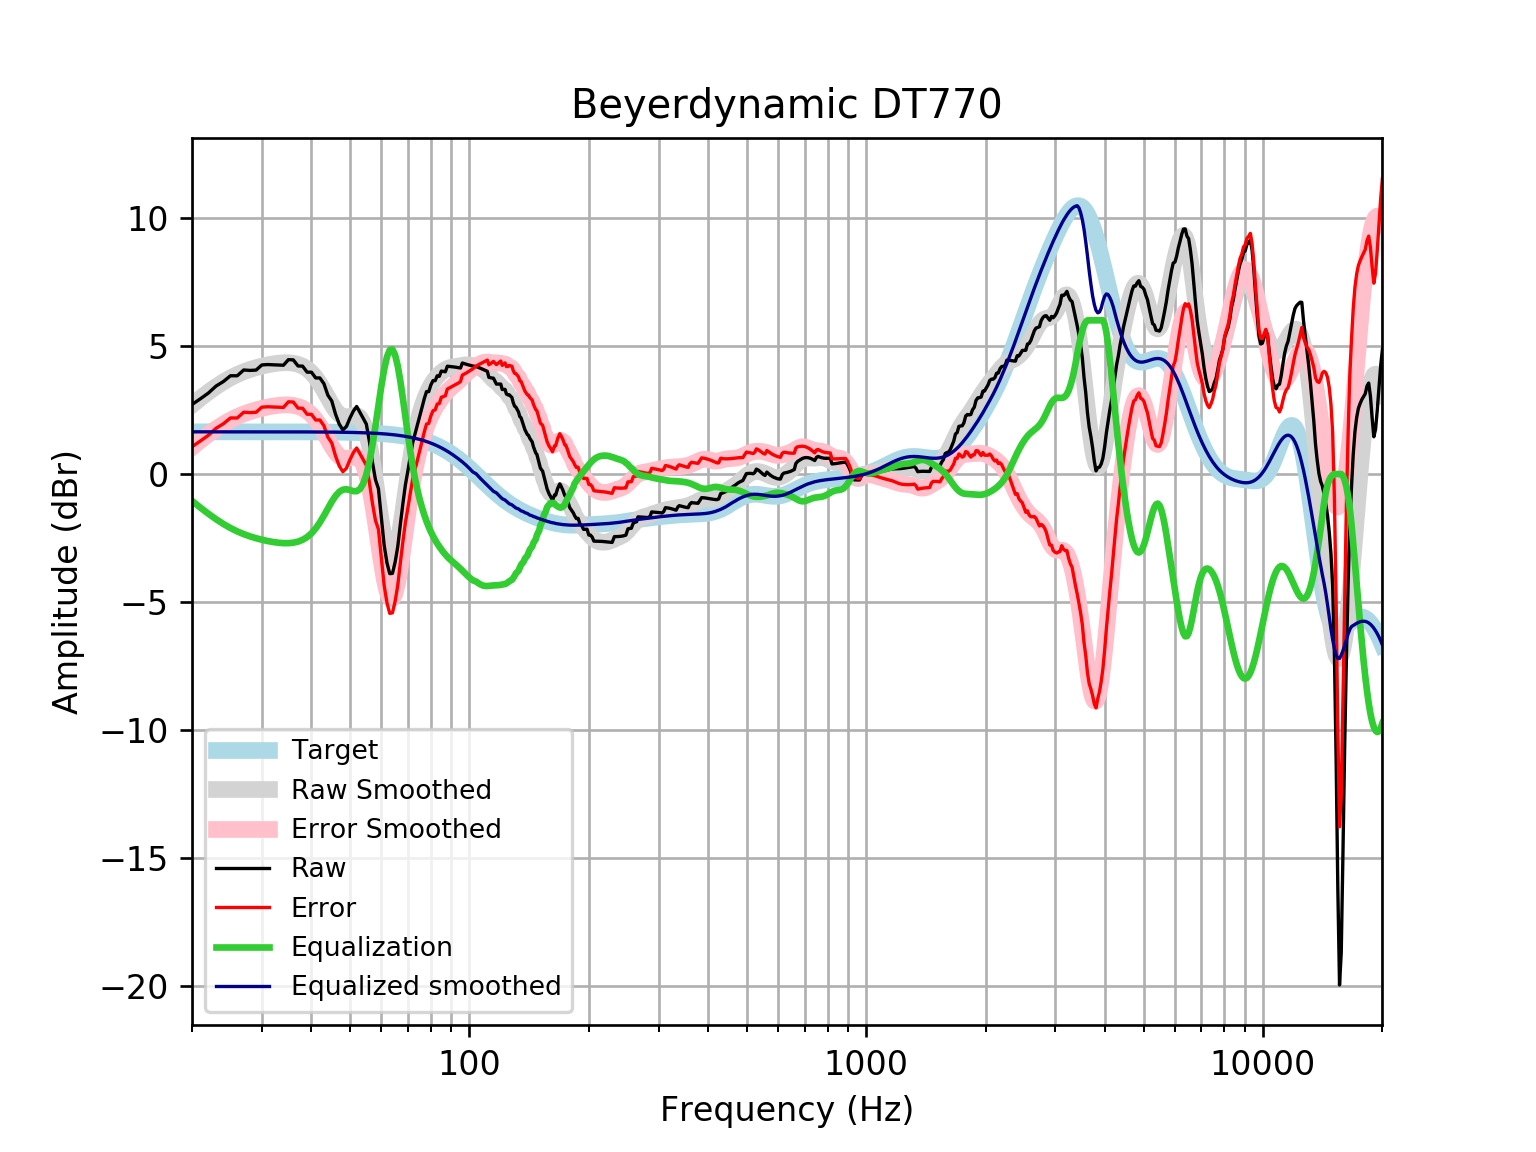 Beyerdynamic DT770
Amplitude (dBr)
10
5
0
−5
−10
−15
−20
Target
Raw Smoothed
Error Smoothed
Raw
Error
Equalization
Equalized smoothed
100
1000
10000
Frequency (Hz)